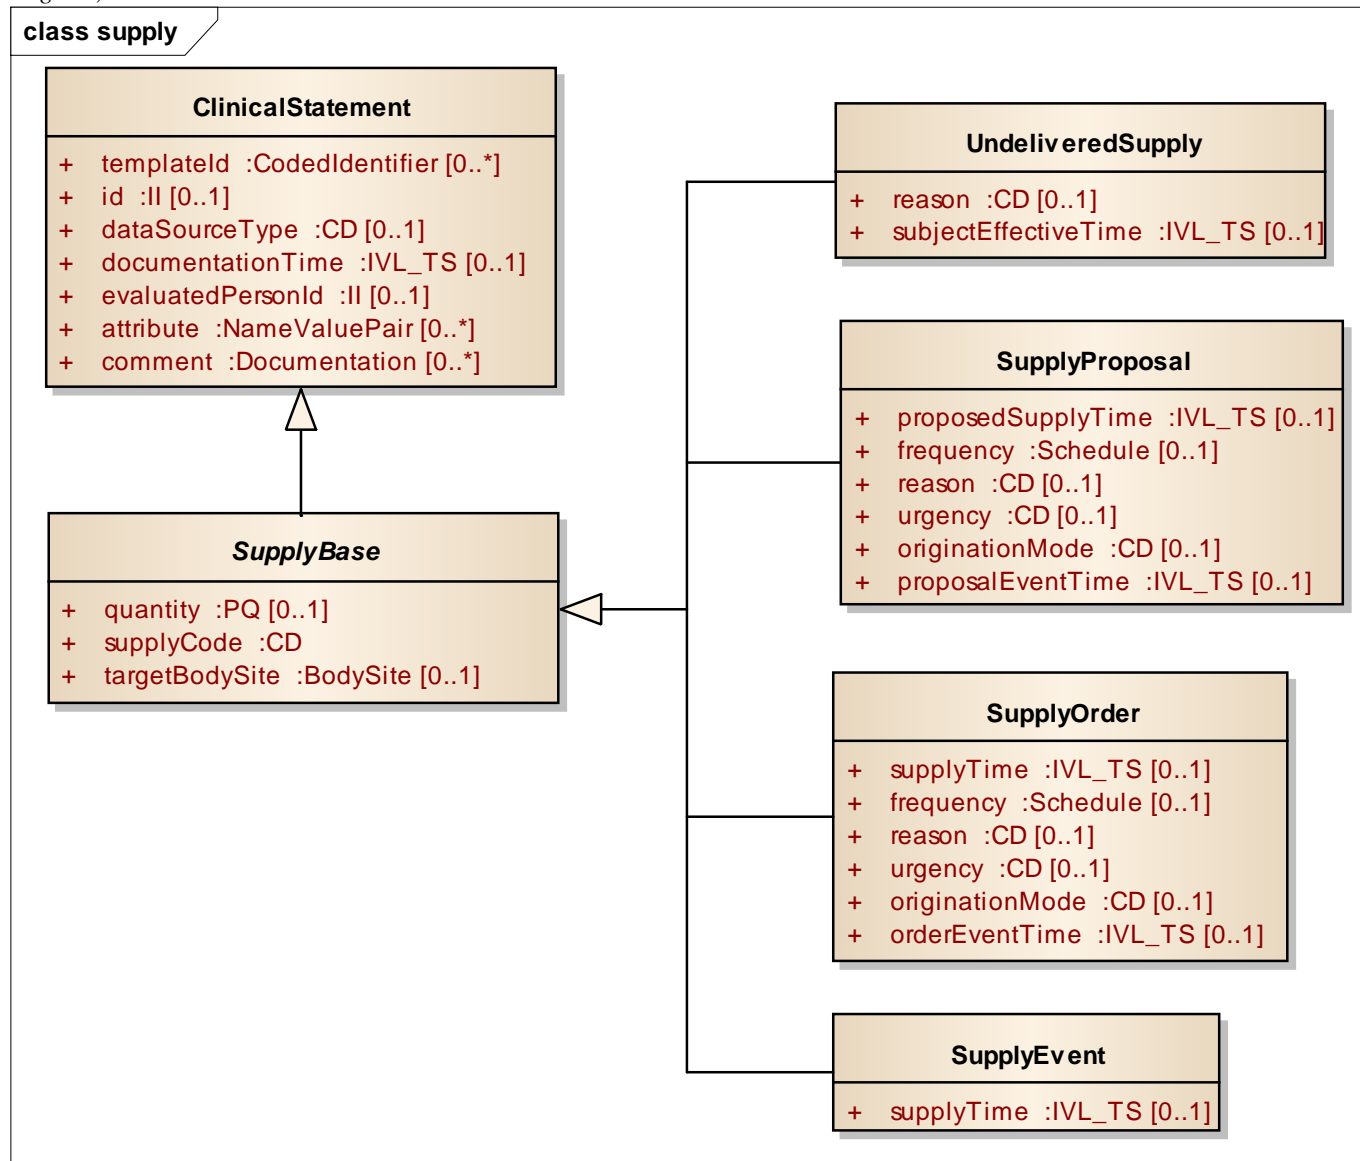 class supply
ClinicalStatement
+ templateId :CodedIdentifier [0..*]
+ id :II [0..1]
+ dataSourceType :CD [0..1]
+ documentationTime :IVL_TS [0..1]
+ evaluatedPersonId :II [0..1]
+ attribute :NameValuePair [0..*]
+ comment :Documentation [0..*]
SupplyBase
+ quantity :PQ [0..1]
+ supplyCode :CD
+ targetBodySite :BodySite [0..1]
UndeliveredSupply
+ reason :CD [0..1]
+ subjectEffectiveTime :IVL_TS [0..1]
SupplyProposal
+ proposedSupplyTime :IVL_TS [0..1]
+ frequency :Schedule [0..1]
+ reason :CD [0..1]
+ urgency :CD [0..1]
+ originationMode :CD [0..1]
+ proposalEventTime :IVL_TS [0..1]
SupplyOrder
+ supplyTime :IVL_TS [0..1]
+ frequency :Schedule [0..1]
+ reason :CD [0..1]
+ urgency :CD [0..1]
+ originationMode :CD [0..1]
+ orderEventTime :IVL_TS [0..1]
SupplyEvent
+ supplyTime :IVL_TS [0..1]